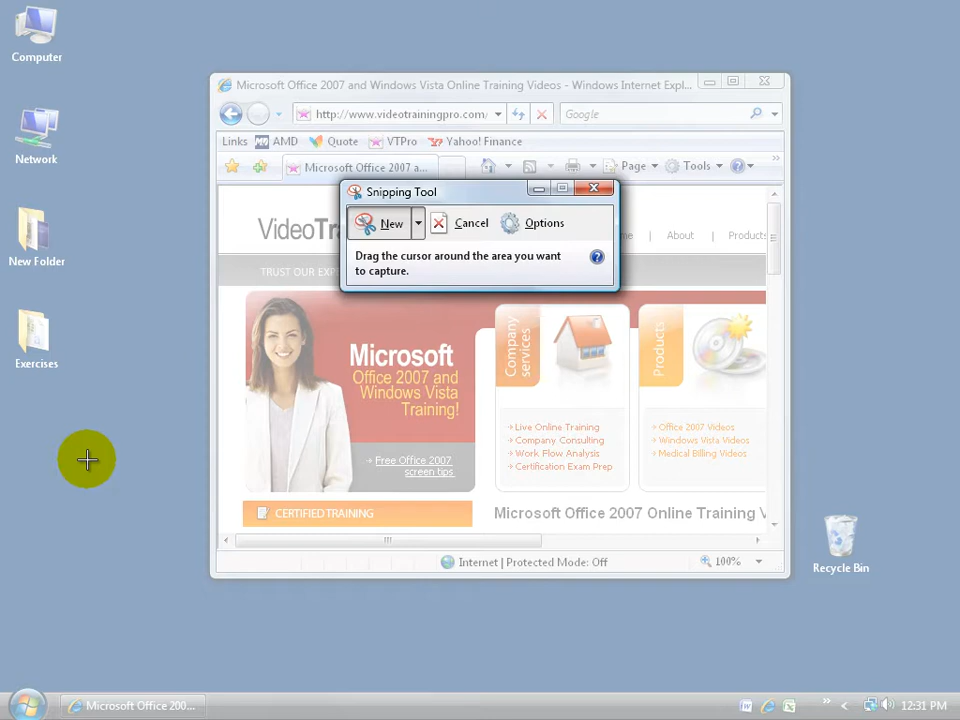 Computer
Network
New Folder
Exercises
Microsoft Office 2007 and Windows Vista Online Training Videos - Windows Internet Expl...
http://www.videotrainingpro.com/
Google
Links AMD Quote VTPro Yahoo! Finance
Microsoft Office 2007 a...
Page Tools
Snipping Tool
New Cancel Options
Drag the cursor around the area you want
to capture.
About Products
TRUST OUR
Microsoft
Office 2007 and
Windows Vista
Training!
Free Office 2007
screen tips
Company
services
Products
Live Online Training
Company Consulting
Work Flow Analysis
Certification Exam Prep
Office 2007 Videos
Windows Vista Videos
Medical Billing Videos
CERTIFIED TRAINING
Microsoft Office 2007 Online Training V
Internet | Protected Mode: Off
100%
Recycle Bin
Microsoft Office 200...
12:31 PM